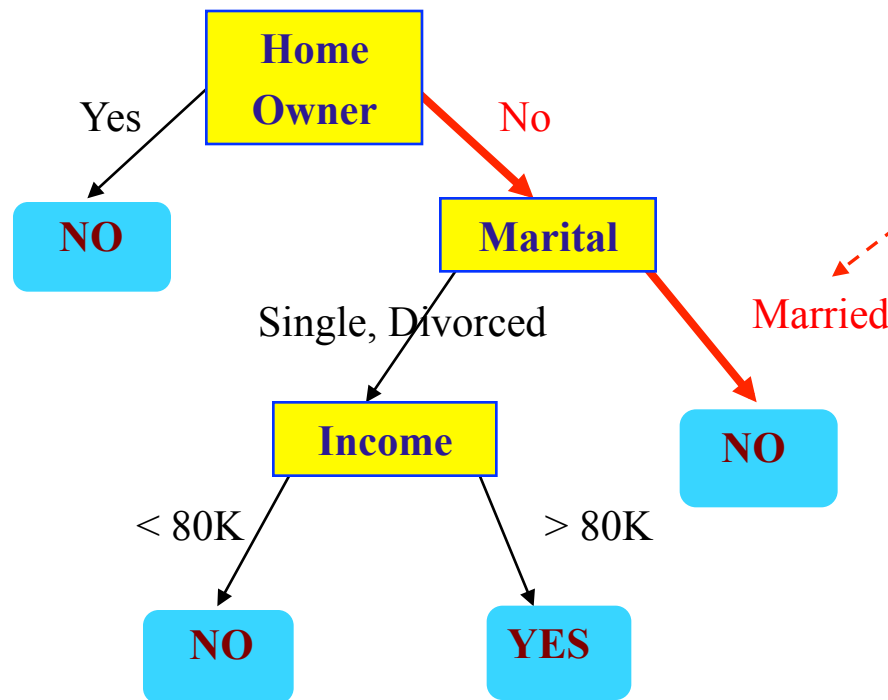 Home
Owner
Yes
No
NO
Marital
Single, Divorced
Married
Income
NO
< 80K
> 80K
NO
YES